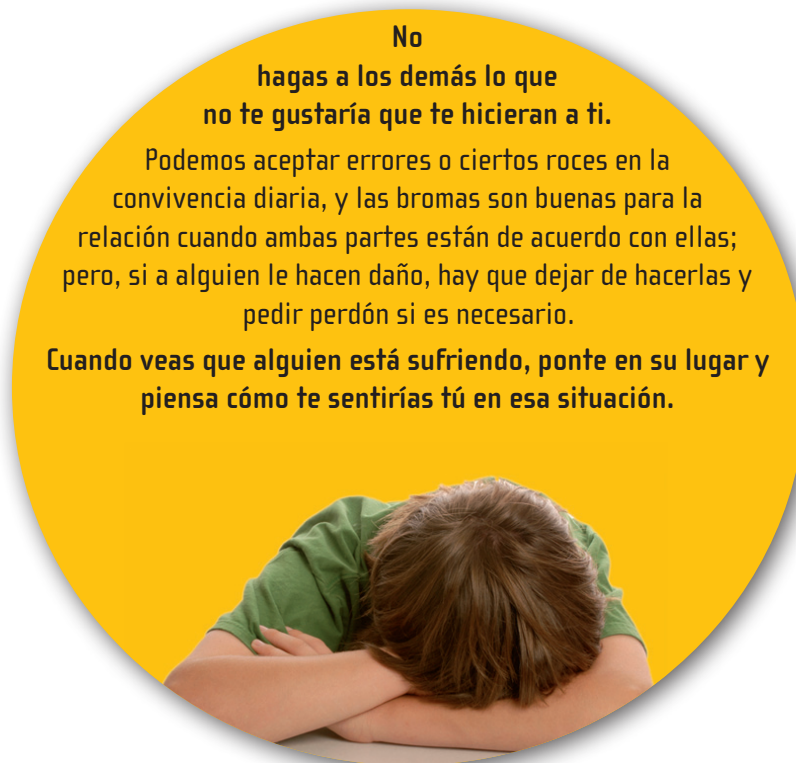 No
hagas a los demás lo que
no te gustaría que te hicieran a ti.
Podemos aceptar errores o ciertos roces en la
convivencia diaria, y las bromas son buenas para la
relación cuando ambas partes están de acuerdo con ellas;
pero, si a alguien le hacen daño, hay que dejar de hacerlas y
pedir perdón si es necesario.
Cuando veas que alguien está sufriendo, ponte en su lugar y
piensa cómo te sentirías tú en esa situación.